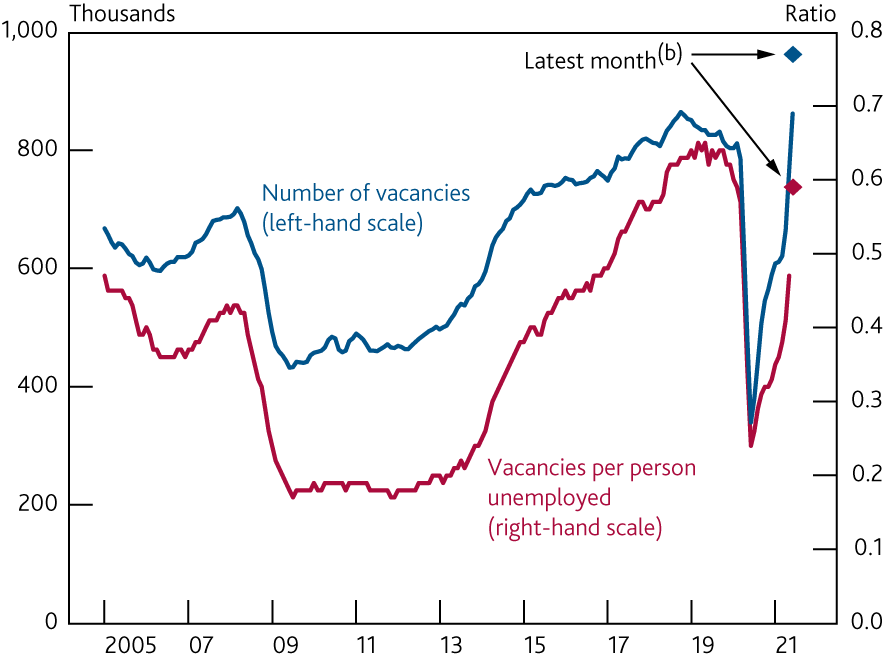 Thousands
Ratio
1,000
800
600
400
200
0
0.8
0.7
0.6
0.5
0.4
0.3
0.2
0.1
0.0
Latest month(b)
Number of vacancies
(left-hand scale)
Vacancies per person
unemployed
(right-hand scale)
2005 07 09 11 13 15 17 19 21